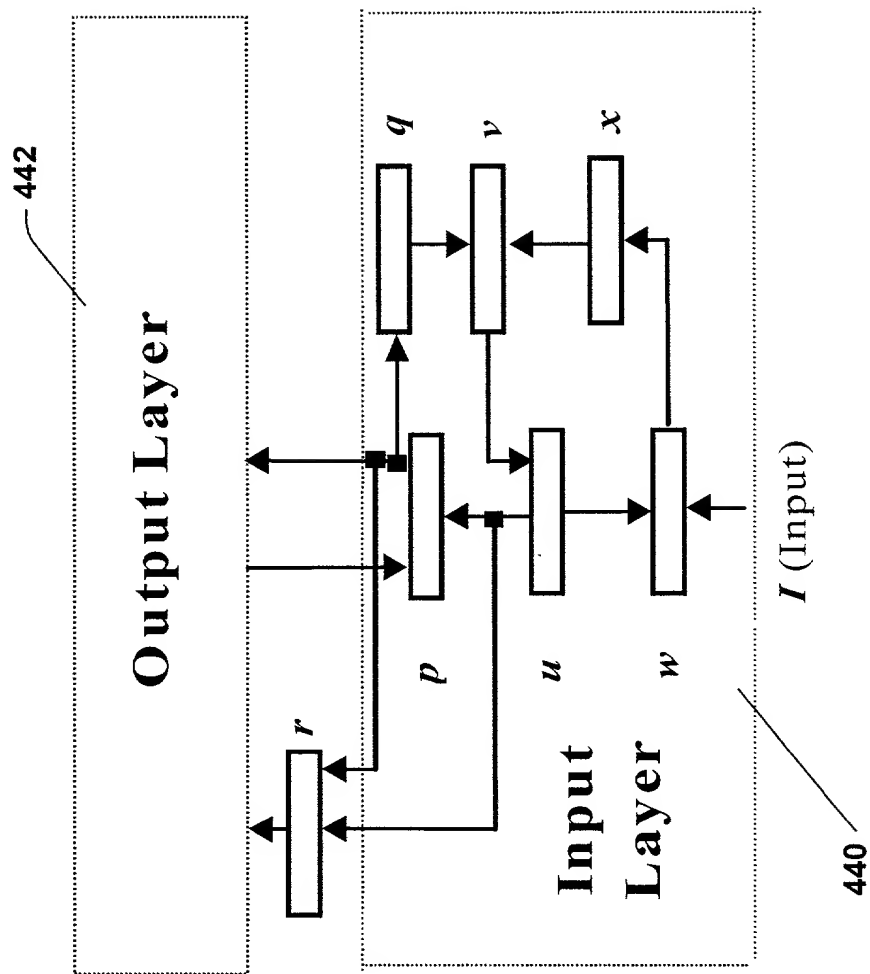 442
Output Layer
r
q
p
v
u
x
w
Input
Layer
I (Input)
440